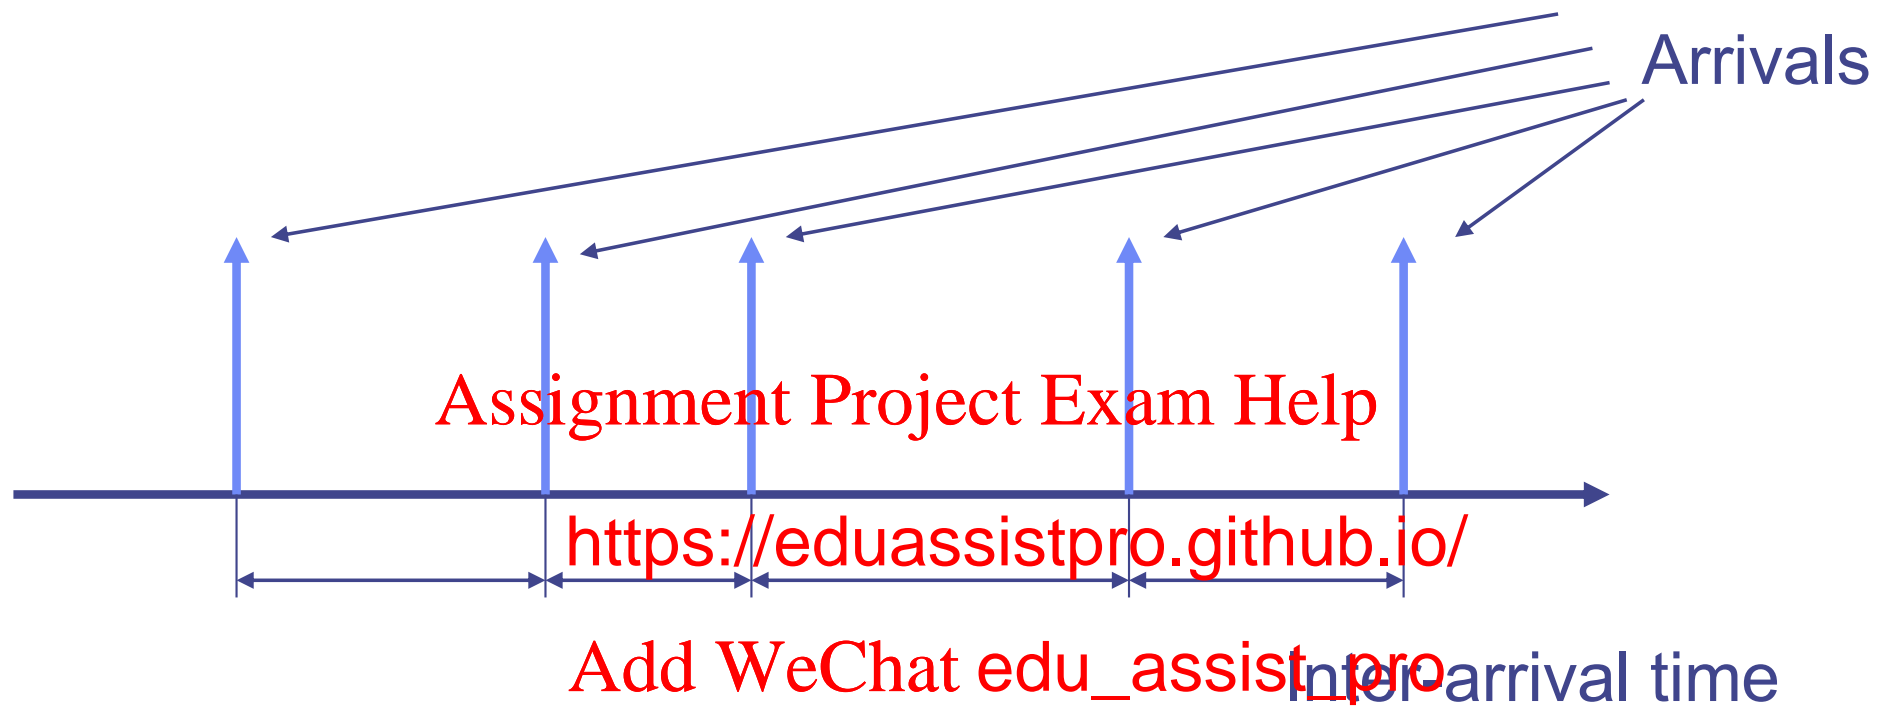 Arrivals
Assignment Project Exam Help
https://eduassistpro.github.io/
Add WeChat edu_assist_pro
Inter-arrival time